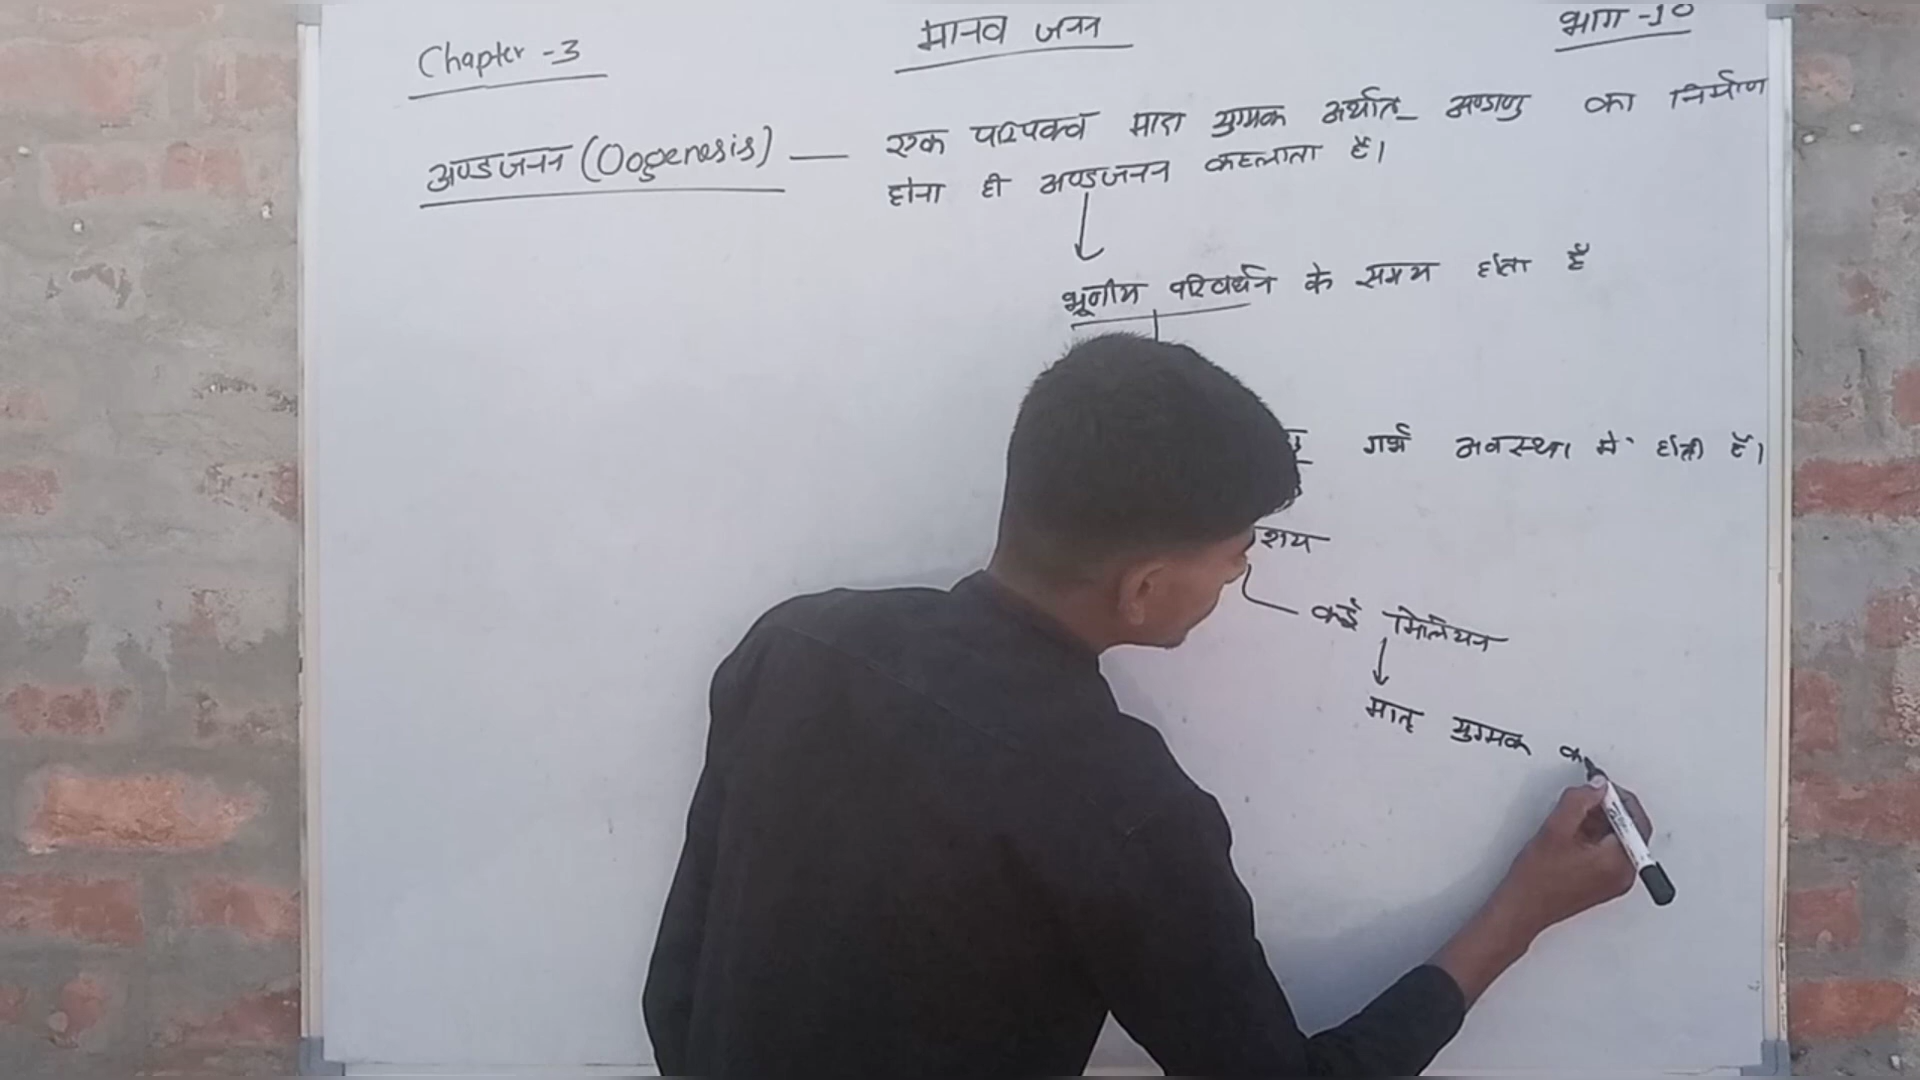 Chapter -3
मानव जनन
भाग -10
अण्डजनन (Oogenesis) — एक परिपक्व मादा युग्मक अर्थात अण्डाणु का निर्माण
होना ही अण्डजनन कहलाता है।
भ्रूनीय परिवर्धन के समय होता है
गर्भ अवस्था में होती है।
शय
कई मिलियन
मातृ युग्मक क